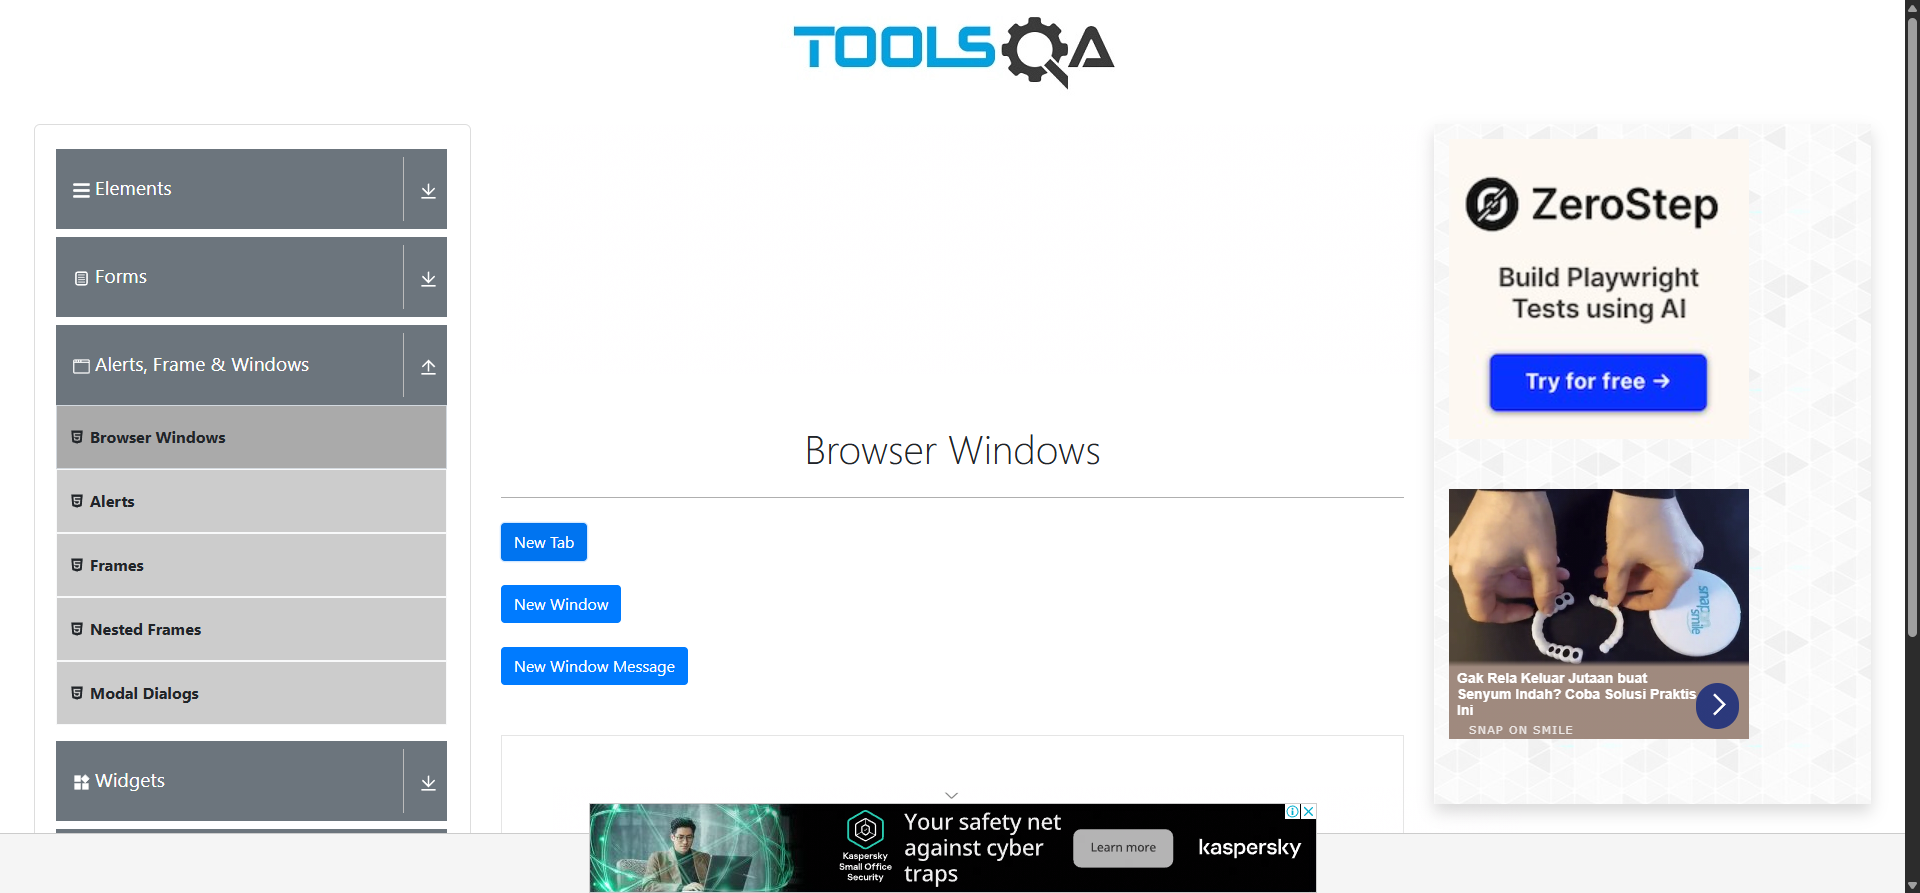 TOOLSQA
Elements
Forms
Alerts, Frame & Windows
Browser Windows
Alerts
Frames
Nested Frames
Modal Dialogs
Widgets
Browser Windows
New Tab
New Window
New Window Message
ZeroStep
Build Playwright
Tests using AI
Try for free →
snap on
smile
Gak Rela Keluar Jutaan buat
Senyum Indah? Coba Solusi Praktis
Ini
SNAP ON SMILE
Kaspersky
Small Office
Security
Your safety net
against cyber
traps
Learn more
kaspersky